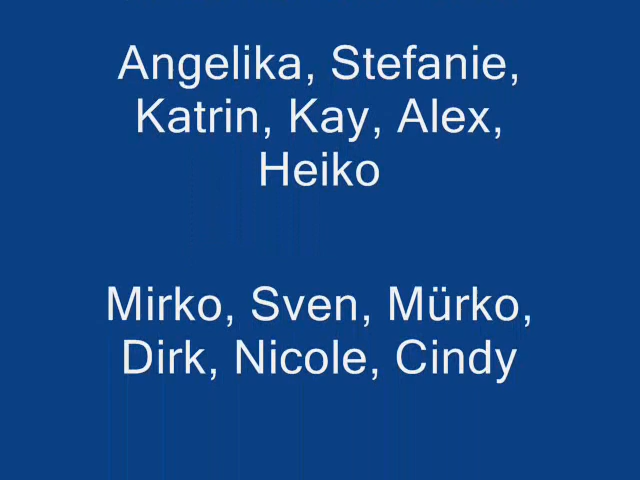 Angelika, Stefanie,
Katrin, Kay, Alex,
Heiko
Mirko, Sven, Mürko,
Dirk, Nicole, Cindy